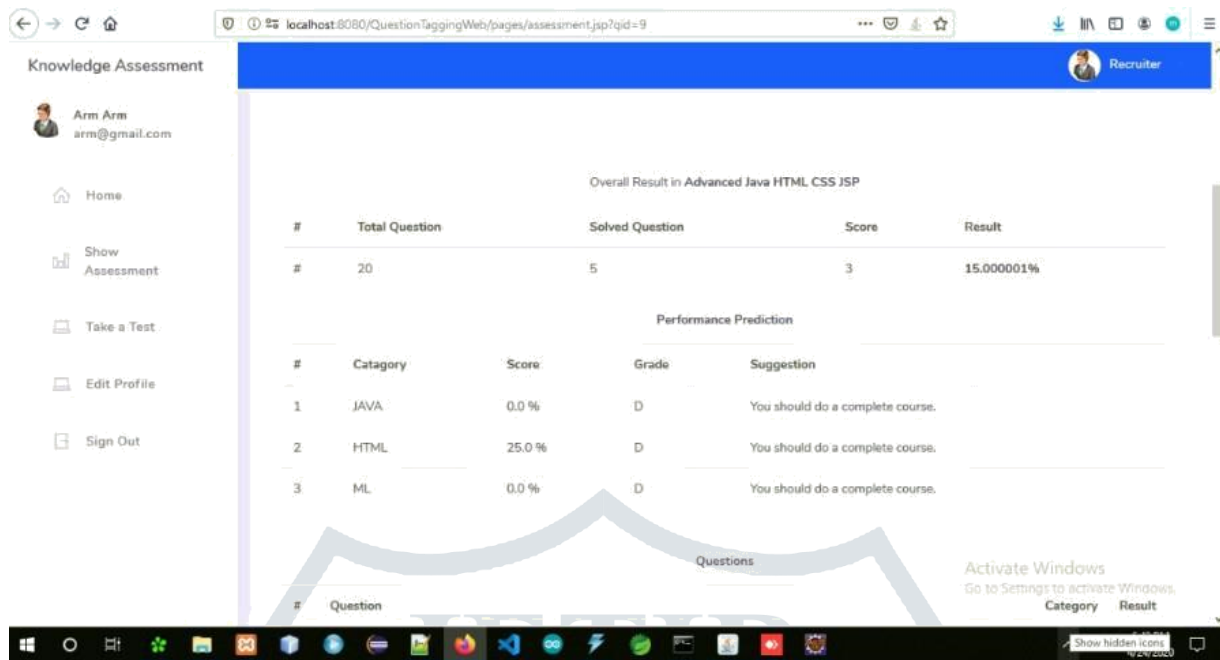 localhost:8080/QuestionTaggingWeb/pages/assessment.jsp?qid=9
Knowledge Assessment
Recruiter
Arm Arm
arm@gmail.com
Home
Show
Assessment
Take a Test
Edit Profile
Sign Out
Overall Result in Advanced Java HTML CSS JSP
# Total Question Solved Question Score Result
# 20 5 3 15.000001%
Performance Prediction
# Catagory Score Grade Suggestion
1 JAVA 0.0 % D You should do a complete course.
2 HTML 25.0 % D You should do a complete course.
3 ML 0.0 % D You should do a complete course.
Questions
# Question Category Result
Activate Windows
Go to Settings to activate Windows.
Show hidden icons